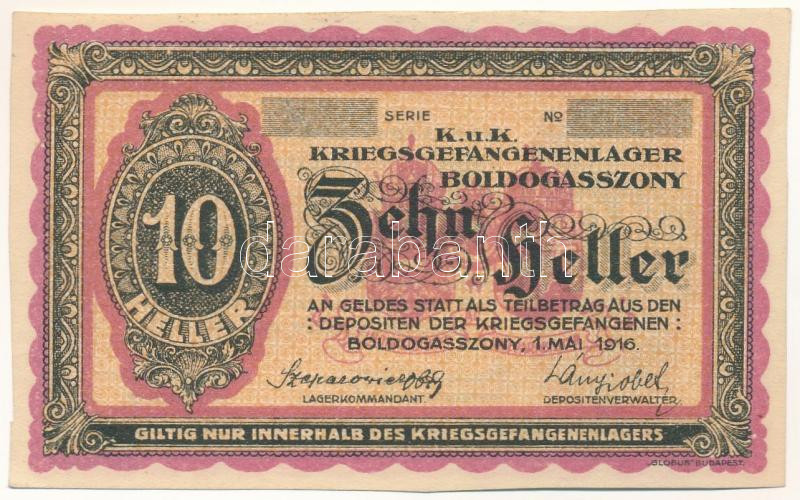 SERIE No
K.u.K.
KRIEGSGEFANGENENLAGER
BOLDOGASSZONY
10
HELLER
Zehn
Heller
darabanth
AN GELDES STATT ALS TEILBETRAG AUS DEN
: DEPOSITEN DER KRIEGSGEFANGENEN :
BOLDOGASSZONY, 1. MAI 1916.
LAGERKOMMANDANT. DEPOSITENVERWALTER.
GILTIG NUR INNERHALB DES KRIEGSGEFANGENENLAGERS
„GLOBUS" BUDAPEST.